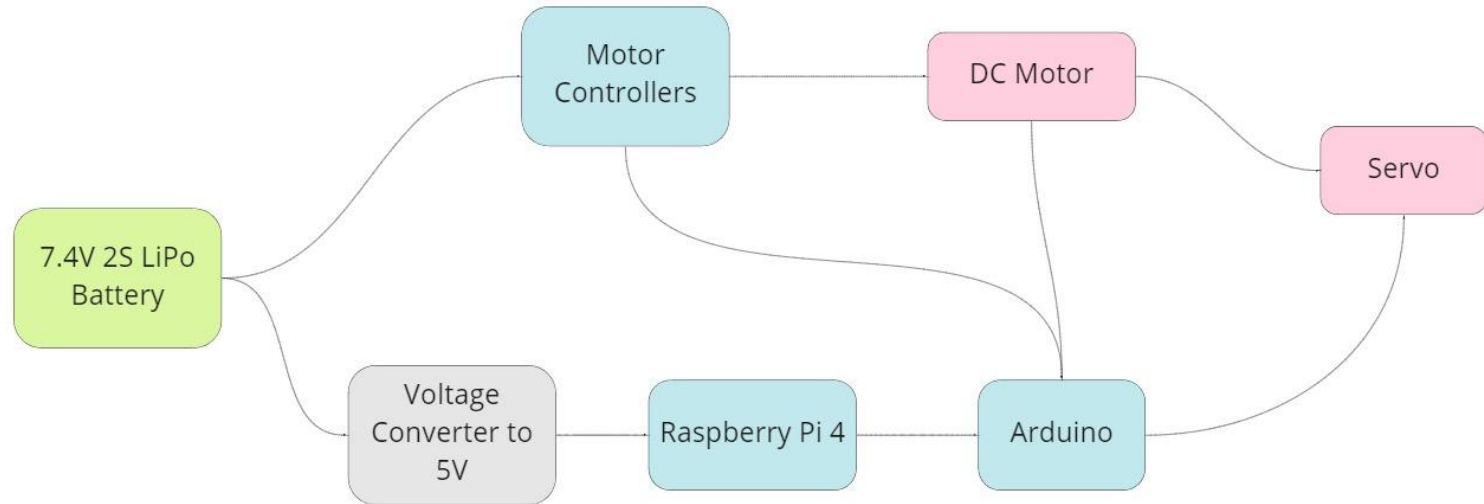 Motor
Controllers
DC Motor
Servo
7.4V 2S LiPo
Battery
Voltage
Converter to
5V
Raspberry Pi 4
Arduino